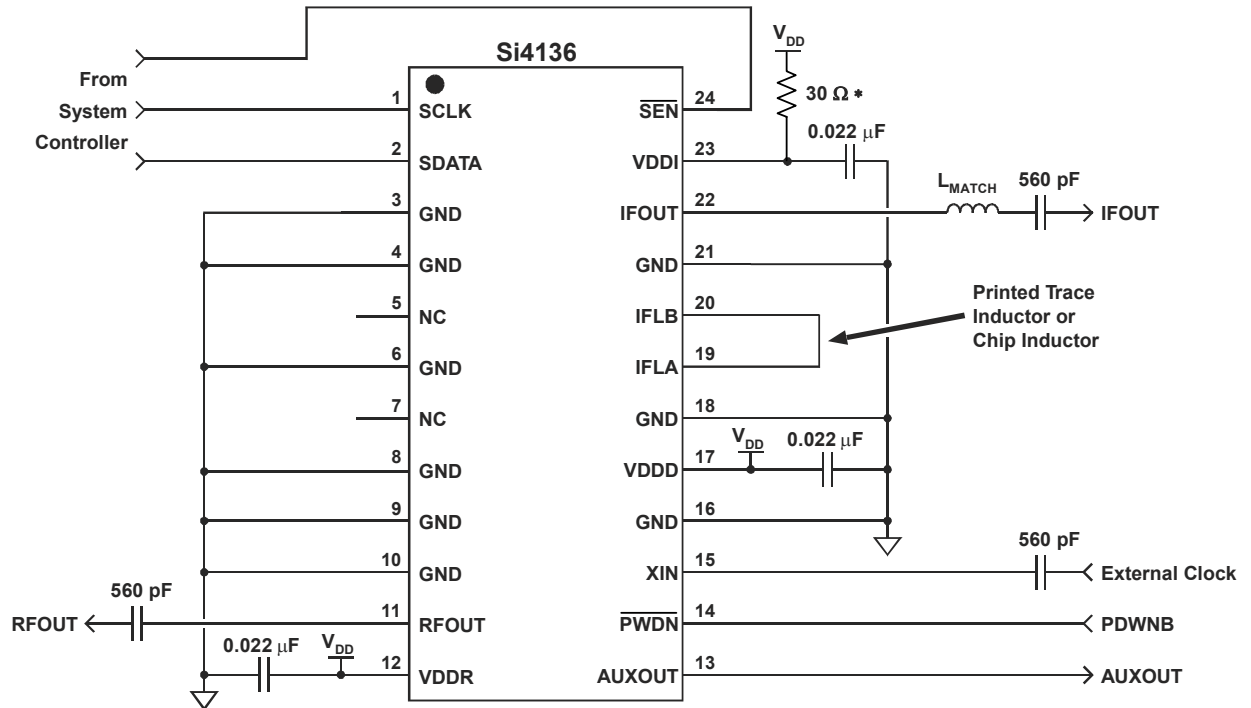 Si4136
From
System
Controller
1
SCLK
2
SDATA
3
GND
4
GND
5
NC
6
GND
7
NC
8
GND
9
GND
10
GND
560 pF
RFOUT
11
RFOUT
0.022 μF
VDD
12
VDDR
VDD
30 Ω *
24
SEN
0.022 μF
23
VDDI
LMATCH
560 pF
22
IFOUT
IFOUT
21
GND
20
IFLB
Printed Trace
Inductor or
Chip Inductor
19
IFLA
18
GND
VDD
0.022 μF
17
VDDD
16
GND
560 pF
15
XIN
External Clock
14
PWDN
PDWNB
13
AUXOUT
AUXOUT